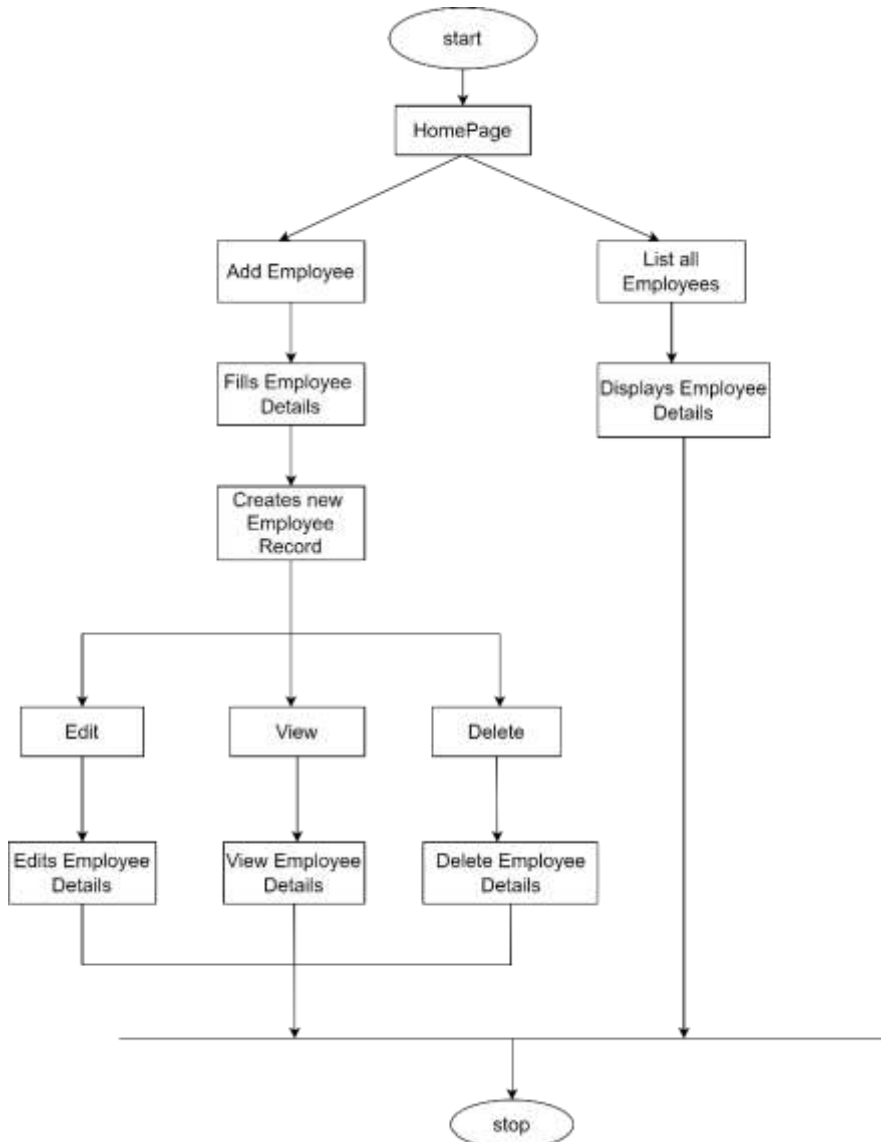 start
HomePage
Add Employee
List all
Employees
Fills Employee
Details
Displays Employee
Details
Creates new
Employee
Record
Edit
View
Delete
Edits Employee
Details
View Employee
Details
Delete Employee
Details
stop